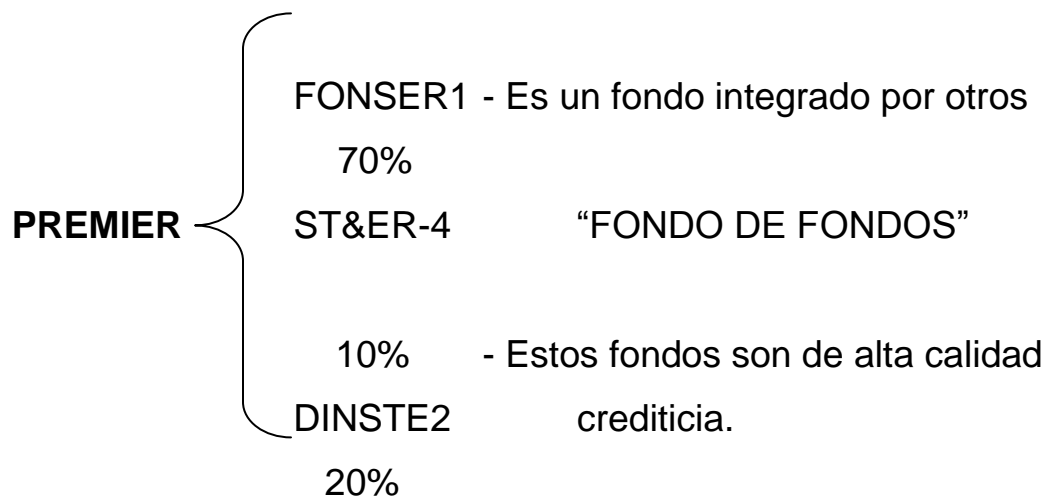 FONSER1 - Es un fondo integrado por otros
70%
PREMIER ST&ER-4 “FONDO DE FONDOS”
10% - Estos fondos son de alta calidad
DINSTE2 crediticia.
20%